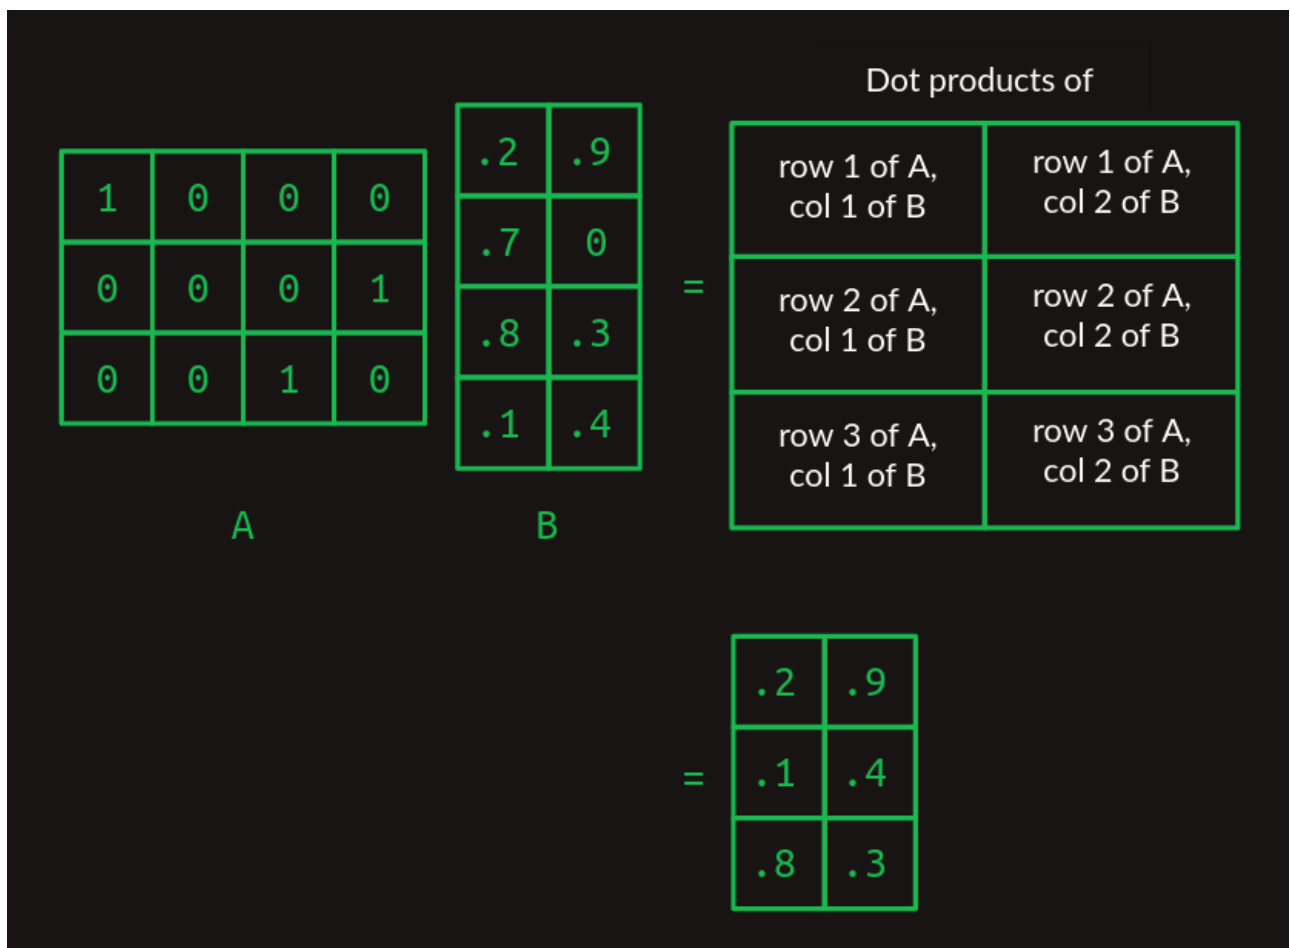 Dot products of
1 0 0 0
0 0 0 1
0 0 1 0
A
.2 .9
.7 0
.8 .3
.1 .4
B
=
row 1 of A,
col 1 of B
row 1 of A,
col 2 of B
row 2 of A,
col 1 of B
row 2 of A,
col 2 of B
row 3 of A,
col 1 of B
row 3 of A,
col 2 of B
=
.2 .9
.1 .4
.8 .3